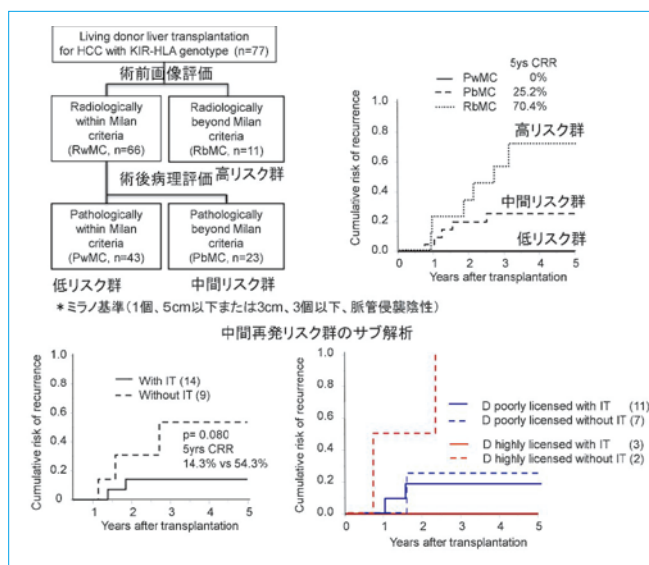 Living donor liver transplantation
for HCC with KIR-HLA genotype (n=77)
術前画像評価
Radiologically
within Milan
criteria
(RwMC, n=66)
Radiologically
beyond Milan
criteria
(RbMC, n=11)
術後病理評価
高リスク群
Pathologically
within Milan
criteria
(PwMC, n=43)
Pathologically
beyond Milan
criteria
(PbMC, n=23)
低リスク群
中間リスク群
5ys CRR
PwMC 0%
PbMC 25.2%
RbMC 70.4%
Cumulative risk of recurrence
1.0
0.8
0.6
0.4
0.2
0
高リスク群
中間リスク群
低リスク群
0 1 2 3 4 5
Years after transplantation
*ミラノ基準(1個、5cm以下または3cm、3個以下、脈管侵襲陰性)
中間再発リスク群のサブ解析
Cumulative risk of recurrence
1.0
0.8
0.6
0.4
0.2
0
With IT (14)
Without IT (9)
p= 0.080
5yrs CRR
14.3% vs 54.3%
1 2 3 4 5
Years after transplantation
Cumulative risk of recurrence
1.0
0.8
0.6
0.4
0.2
0
D poorly licensed with IT (11)
D poorly licensed without IT (7)
D highly licensed with IT (3)
D highly licensed without IT (2)
0 1 2 3 4 5
Years after transplantation